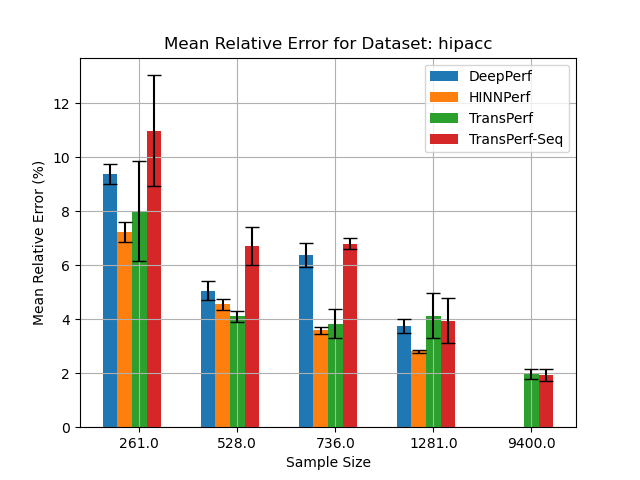 Mean Relative Error for Dataset: hipacc
DeepPerf
HINNPerf
TransPerf
TransPerf-Seq
Mean Relative Error (%)
12
10
8
6
4
2
0
261.0 528.0 736.0 1281.0 9400.0
Sample Size